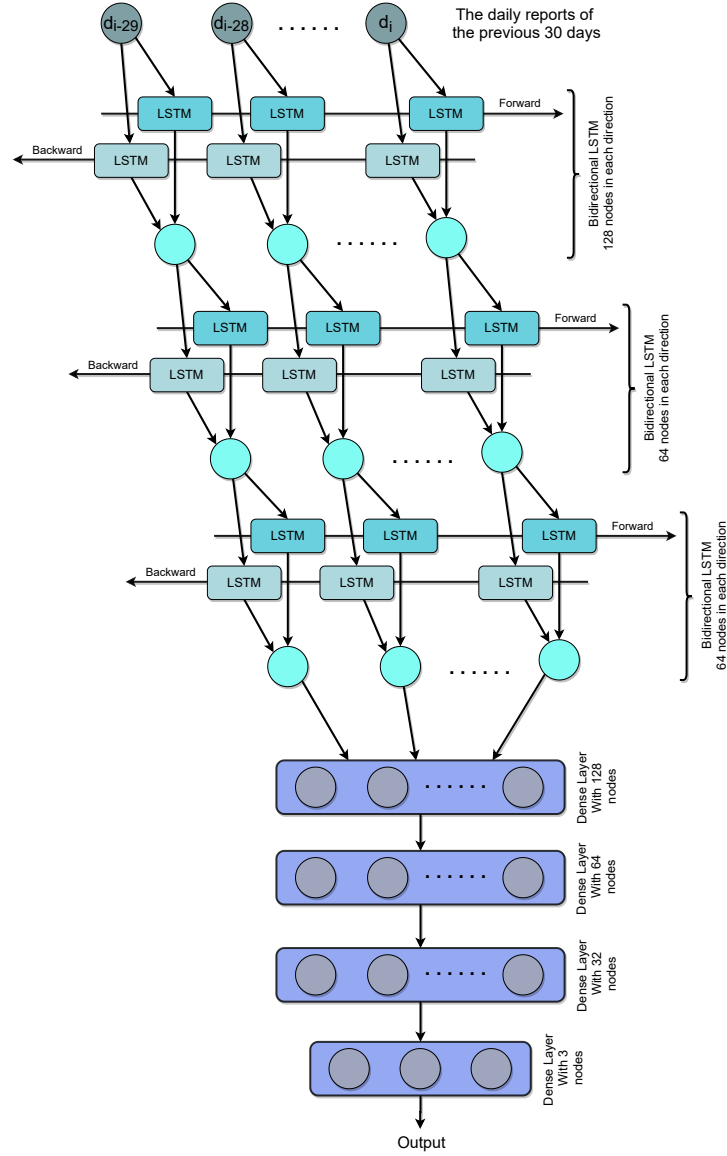 d_{i-29} d_{i-28} ...... d_i The daily reports of
the previous 30 days
LSTM LSTM LSTM Forward
Backward LSTM LSTM LSTM
Bidirectional LSTM
128 nodes in each direction
......
LSTM LSTM LSTM Forward
Backward LSTM LSTM LSTM
Bidirectional LSTM
64 nodes in each direction
......
LSTM LSTM LSTM Forward
Backward LSTM LSTM LSTM
Bidirectional LSTM
64 nodes in each direction
......
......
Dense Layer
With 128
nodes
......
Dense Layer
With 64
nodes
......
Dense Layer
With 32
nodes
Dense Layer
With 3
nodes
Output